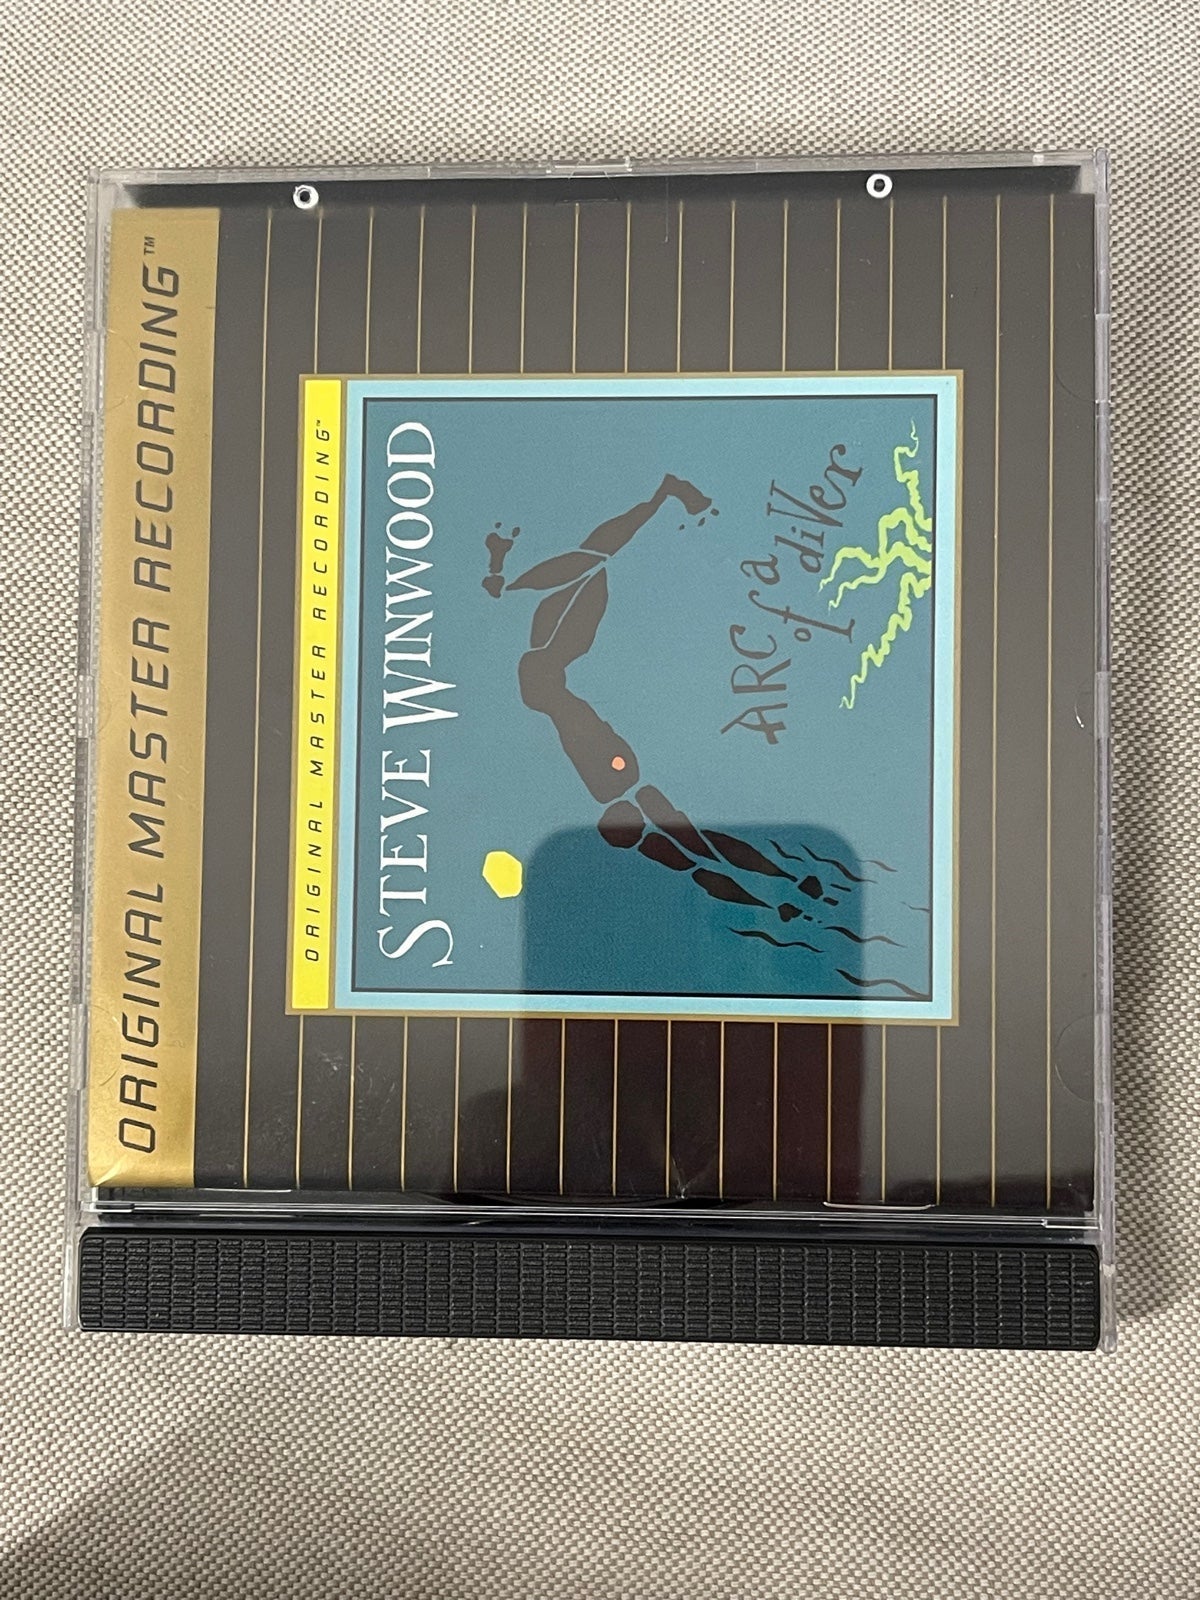 ORIGINAL MASTER RECORDING™
ORIGINAL MASTER RECORDING™
STEVE WINWOOD
ARC
of a
diver